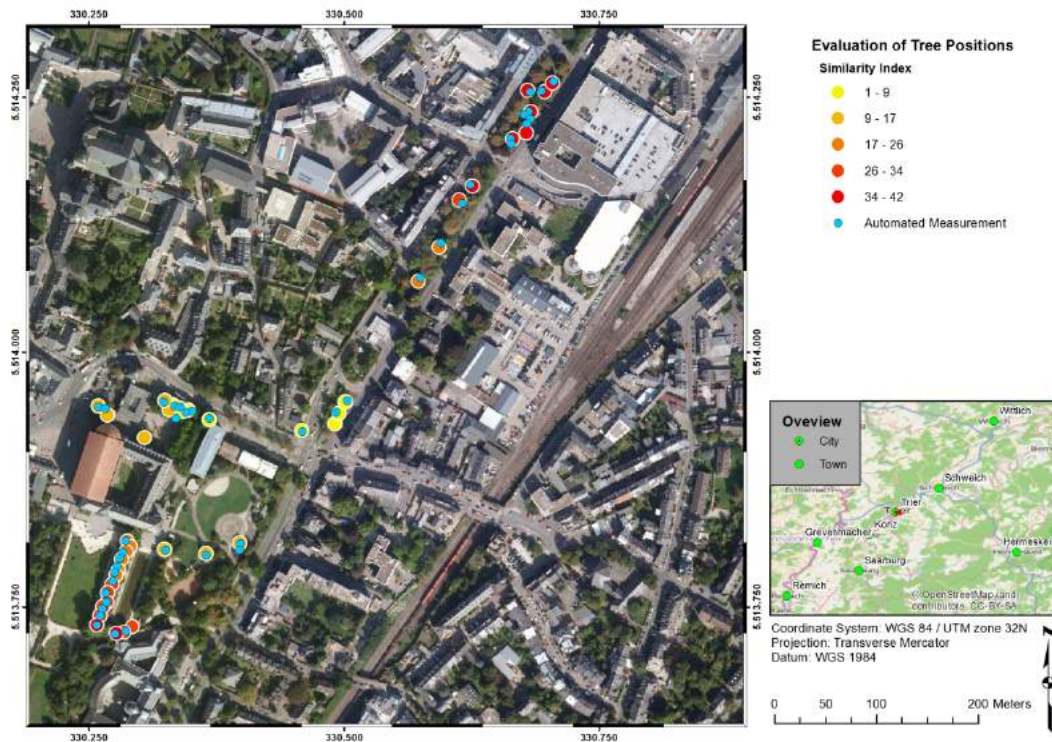 330.250 330.500 330.750
5.514.250 5.514.250
5.514.000 5.514.000
5.513.750 5.513.750
330.250 330.500 330.750
Evaluation of Tree Positions
Similarity Index
1 - 9
9 - 17
17 - 26
26 - 34
34 - 42
Automated Measurement
Oveview
City
Town
Wittlich
Schweich
Trier
Konz
Grevenmacher
Hermeskeil
Saarburg
Remich
© OpenStreetMap (and)
contributors, CC-BY-SA
Coordinate System: WGS 84 / UTM zone 32N
Projection: Transverse Mercator
Datum: WGS 1984
0 50 100 200 Meters